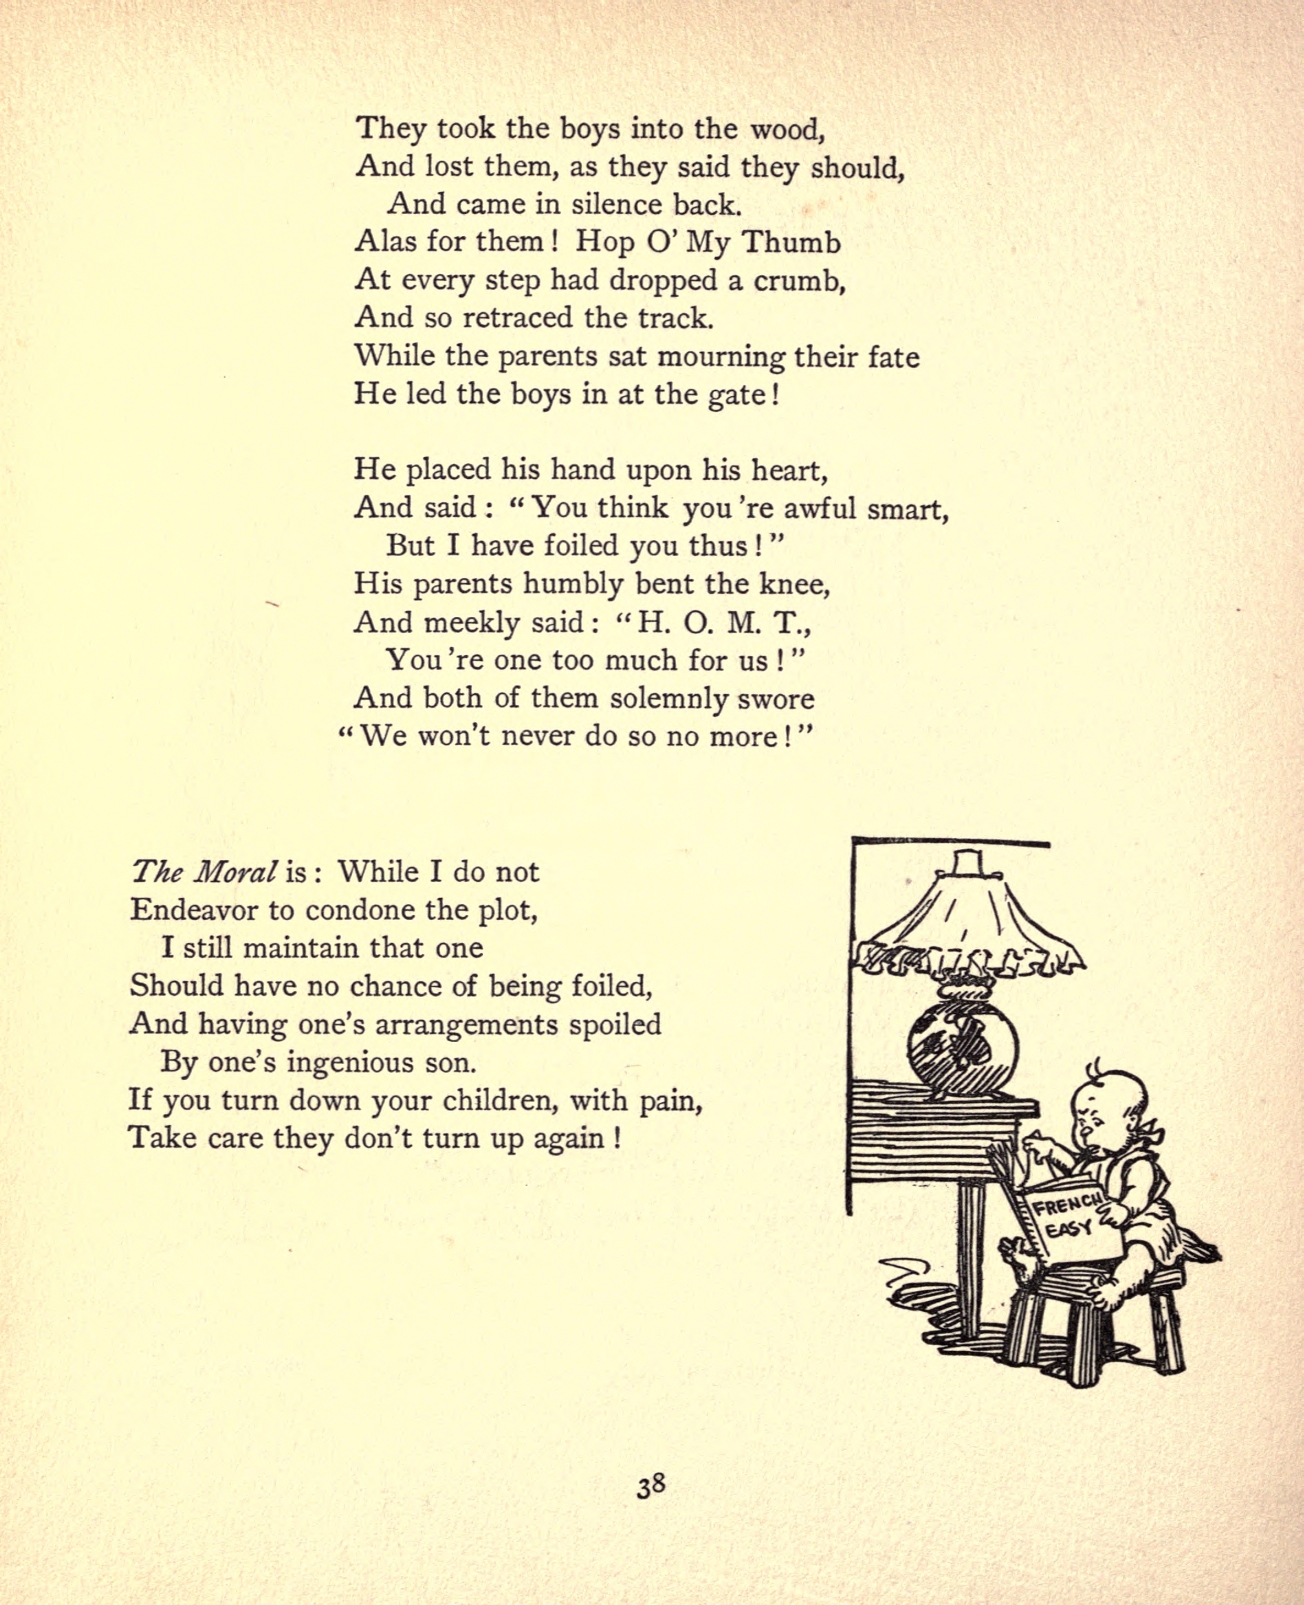 They took the boys into the wood,
And lost them, as they said they should,
And came in silence back.
Alas for them! Hop O' My Thumb
At every step had dropped a crumb,
And so retraced the track.
While the parents sat mourning their fate
He led the boys in at the gate!
He placed his hand upon his heart,
And said: “You think you're awful smart,
But I have foiled you thus!”
His parents humbly bent the knee,
And meekly said: “H. O. M. T.,
You're one too much for us!”
And both of them solemnly swore
“We won't never do so no more!”
The Moral is: While I do not
Endeavor to condone the plot,
I still maintain that one
Should have no chance of being foiled,
And having one's arrangements spoiled
By one's ingenious son.
If you turn down your children, with pain,
Take care they don't turn up again!
FRENCH
EASY
38